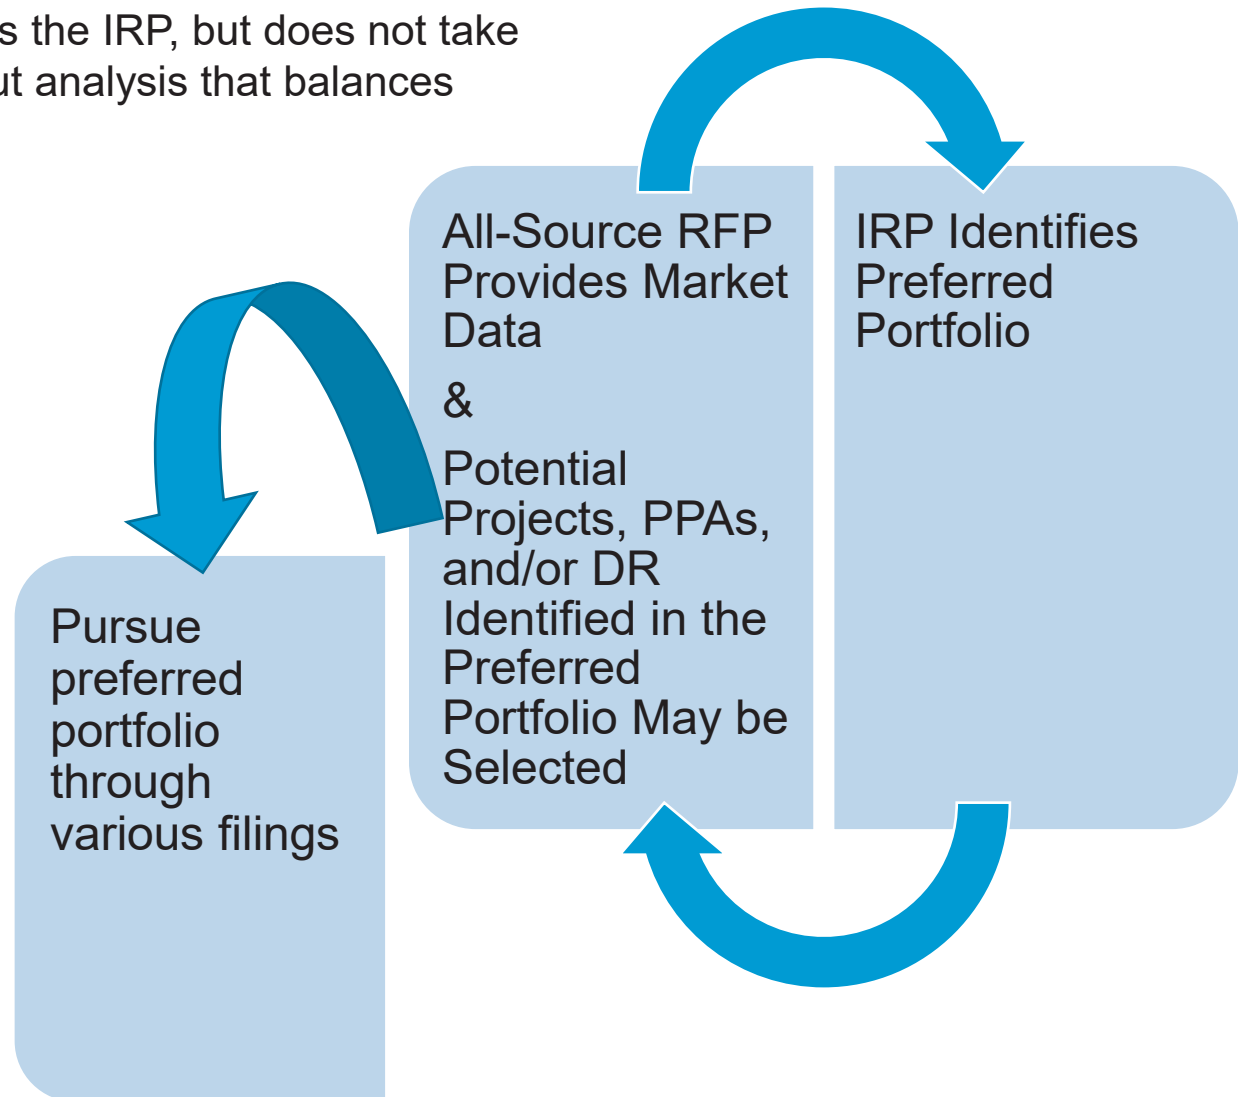 s the IRP, but does not take
ut analysis that balances
All-Source RFP
Provides Market
Data
&
Potential
Projects, PPAs,
and/or DR
Identified in the
Preferred
Portfolio May be
Selected
IRP Identifies
Preferred
Portfolio
Pursue
preferred
portfolio
through
various filings